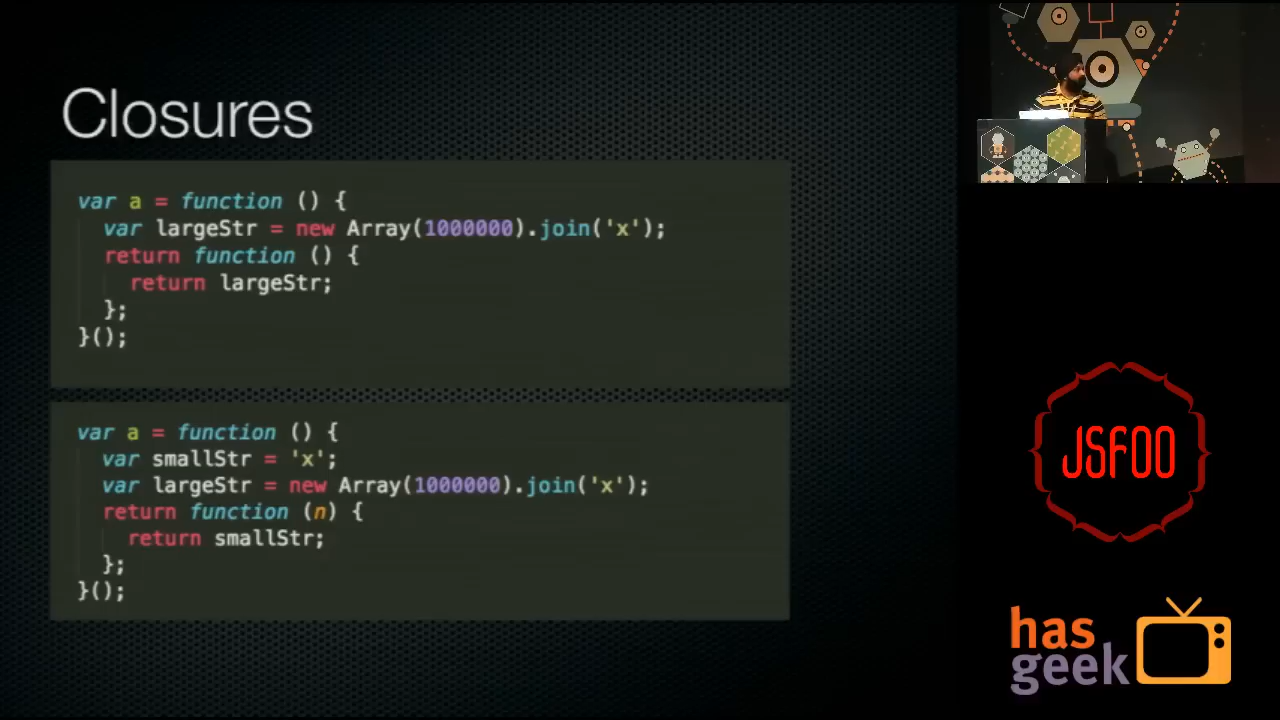 Closures
var a = function () {
var largeStr = new Array(1000000).join('x');
return function () {
return largeStr;
};
}();
var a = function () {
var smallStr = 'x';
var largeStr = new Array(1000000).join('x');
return function (n) {
return smallStr;
};
}();
JSFOO
has
geek